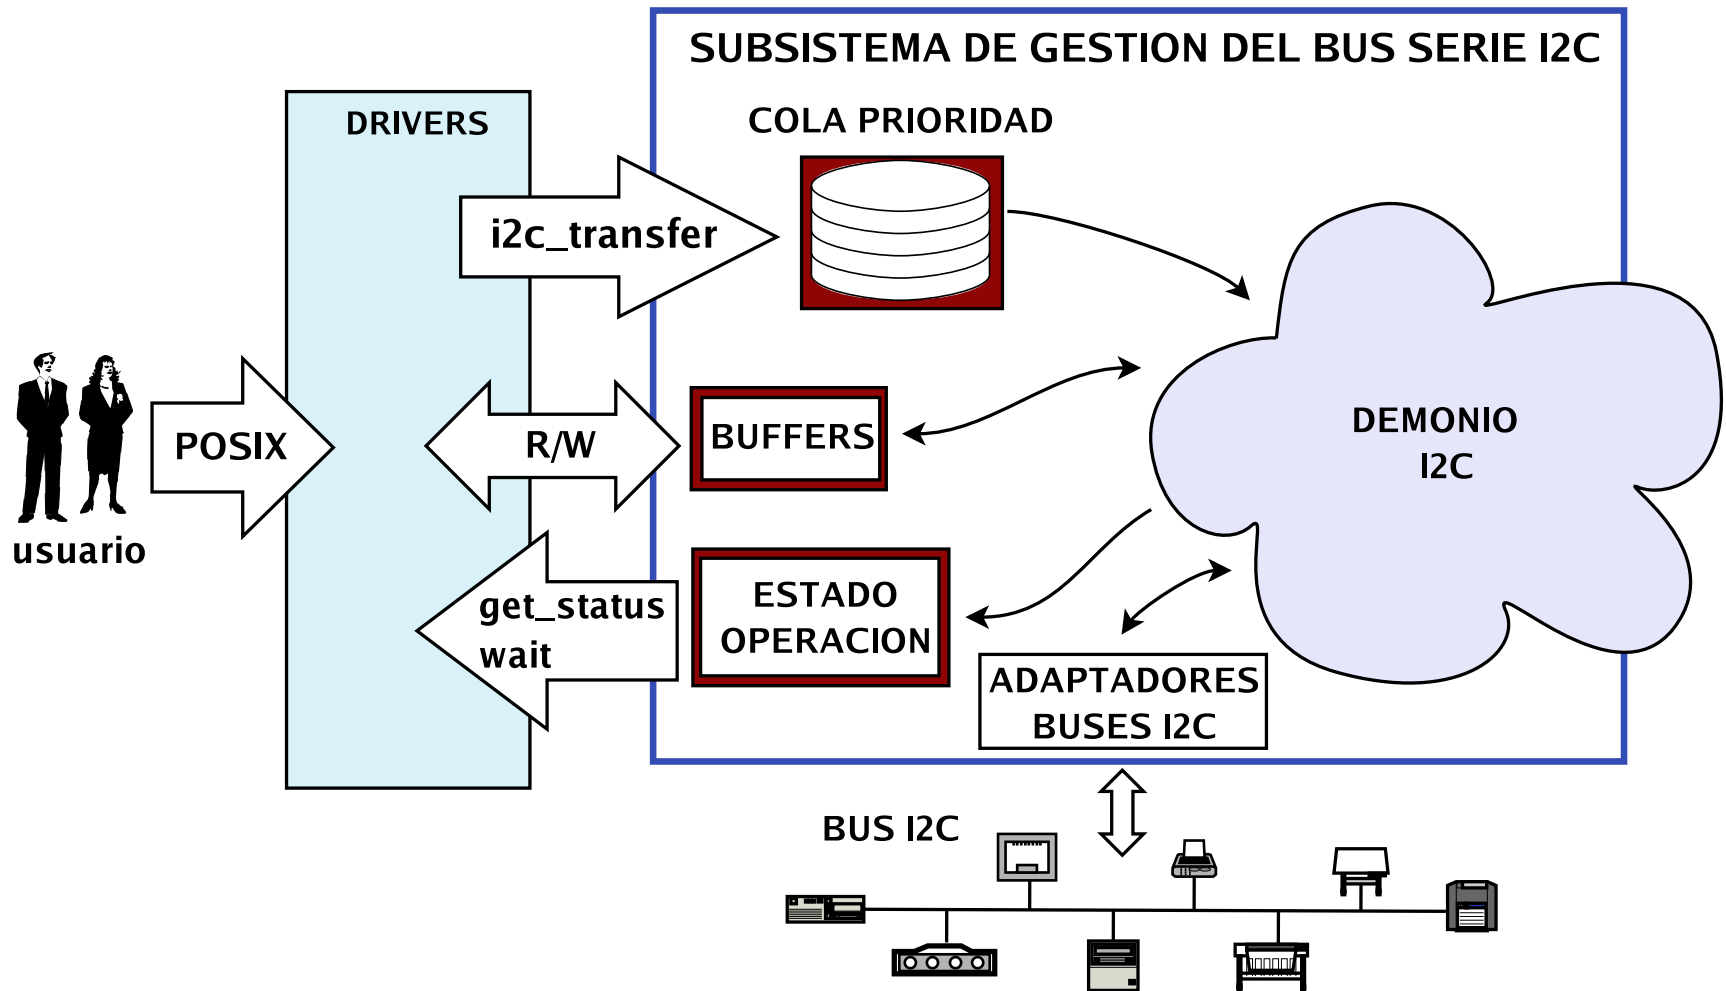 SUBSISTEMA DE GESTION DEL BUS SERIE I2C
DRIVERS
COLA PRIORIDAD
i2c_transfer
POSIX
R/W
BUFFERS
DEMONIO
I2C
usuario
get_status
wait
ESTADO
OPERACION
ADAPTADORES
BUSES I2C
BUS I2C